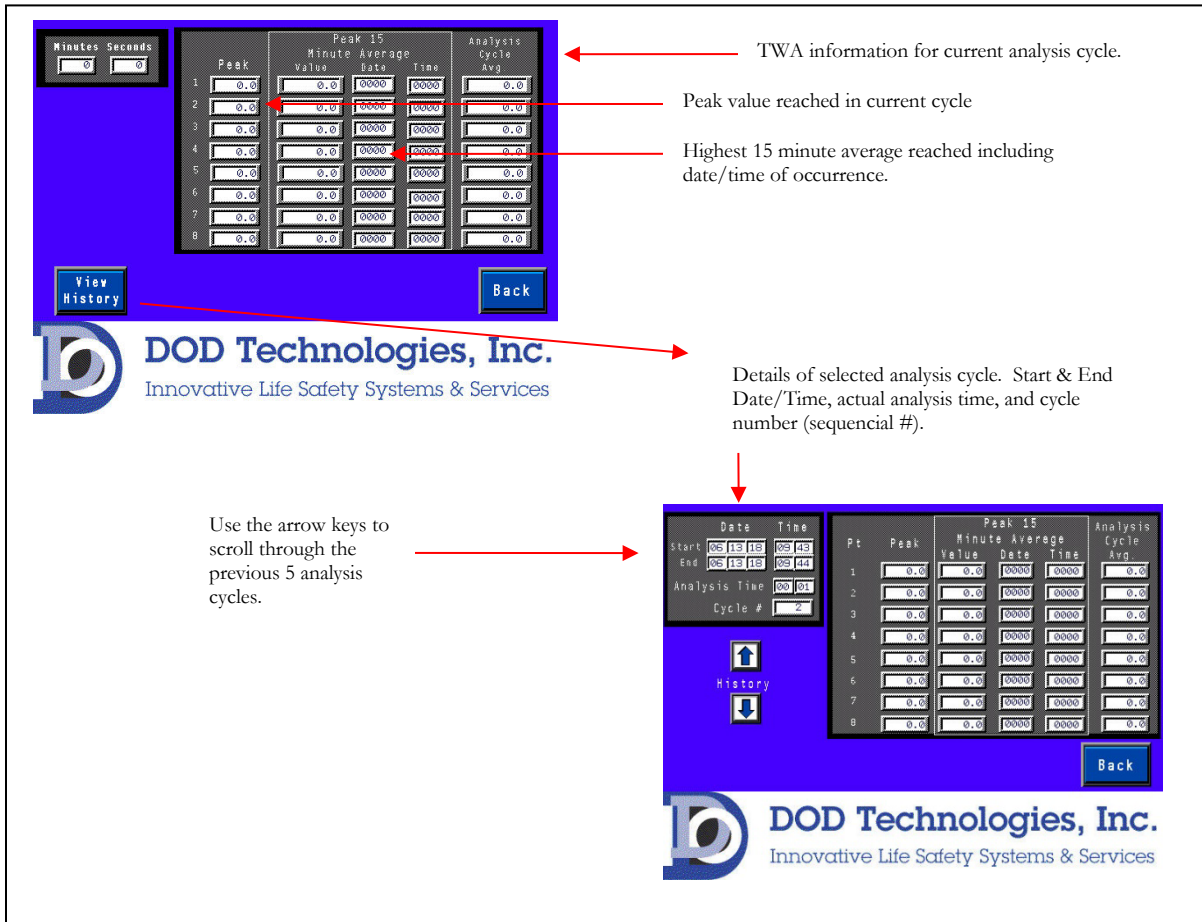 Minutes Seconds
0 0
Peak 15
Minute Average
Analysis
Cycle
Avg
Peak Value Date Time
1 0.0 0.0 0000 0000 0.0
2 0.0 0.0 0000 0000 0.0
3 0.0 0.0 0000 0000 0.0
4 0.0 0.0 0000 0000 0.0
5 0.0 0.0 0000 0000 0.0
6 0.0 0.0 0000 0000 0.0
7 0.0 0.0 0000 0000 0.0
8 0.0 0.0 0000 0000 0.0
View
History
Back
DOD Technologies, Inc.
Innovative Life Safety Systems & Services
TWA information for current analysis cycle.
Peak value reached in current cycle
Highest 15 minute average reached including
date/time of occurrence.
Details of selected analysis cycle. Start & End
Date/Time, actual analysis time, and cycle
number (sequencial #).
Use the arrow keys to
scroll through the
previous 5 analysis
cycles.
Date Time
Start 06 13 18 09 43
End 06 13 18 09 44
Analysis Time 00 01
Cycle # 2
History
Peak 15
Minute Average
Analysis
Cycle
Avg.
Pt Peak Value Date Time
1 0.0 0.0 0000 0000 0.0
2 0.0 0.0 0000 0000 0.0
3 0.0 0.0 0000 0000 0.0
4 0.0 0.0 0000 0000 0.0
5 0.0 0.0 0000 0000 0.0
6 0.0 0.0 0000 0000 0.0
7 0.0 0.0 0000 0000 0.0
8 0.0 0.0 0000 0000 0.0
Back
DOD Technologies, Inc.
Innovative Life Safety Systems & Services